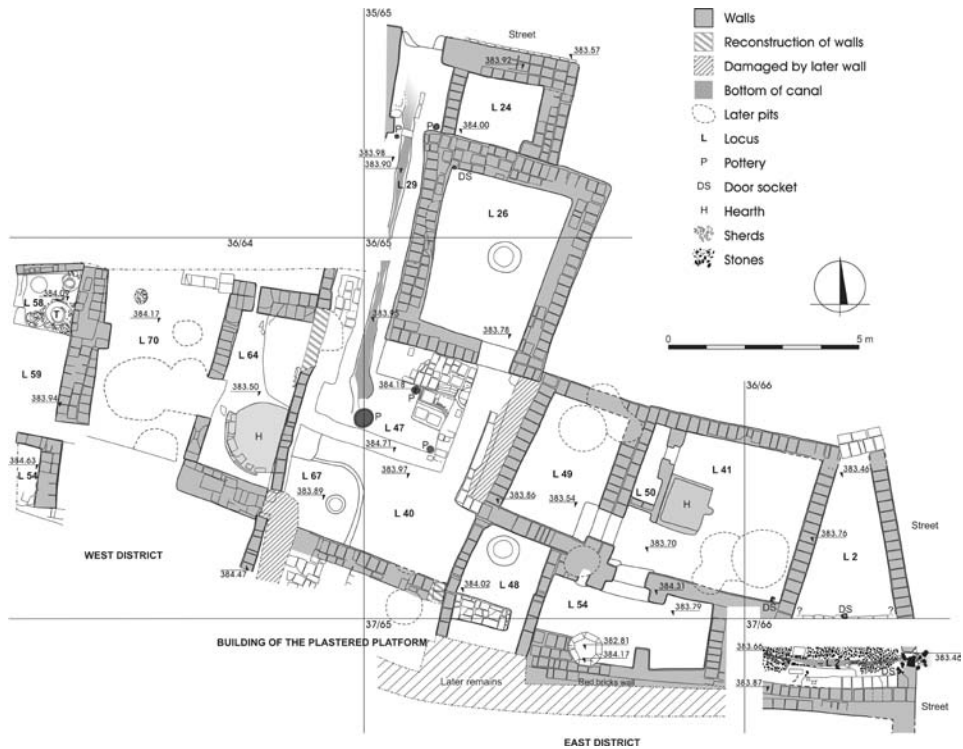 35/65
Street
383.57
383.92
L 24
384.00
P
P
383.98
383.90
L 29
DS
L 26
36/64
36/65
383.95
383.78
L 58
384.09
T
L 70
384.17
L 64
383.50
H
L 59
383.94
384.18
P
P
L 47
P
384.71
383.97
36/66
L 49
L 50
L 41
H
383.46
384.63
L 54
L 67
383.89
L 40
383.86
383.54
383.70
383.76
L 2
Street
WEST DISTRICT
384.47
384.02
L 48
L 54
384.31
383.79
DS
DS
?
?
37/65
37/66
BUILDING OF THE PLASTERED PLATFORM
382.81
384.17
Later remains
Red bricks wall
383.66
383.46
DS
383.87
Street
EAST DISTRICT
Walls
Reconstruction of walls
Damaged by later wall
Bottom of canal
Later pits
L Locus
P Pottery
DS Door socket
H Hearth
Sherds
Stones
0 5 m